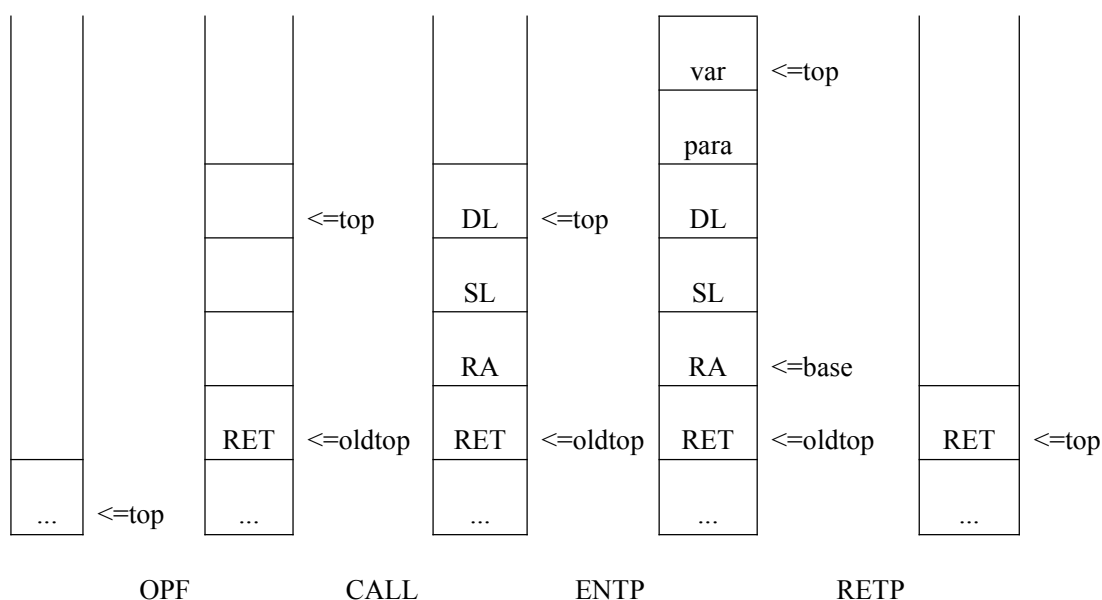 var <=top
para
<=top DL <=top DL
SL SL
RA RA <=base
RET <=oldtop RET <=oldtop RET <=oldtop RET <=top
... <=top ... ... ... ...
OPF CALL ENTP RETP